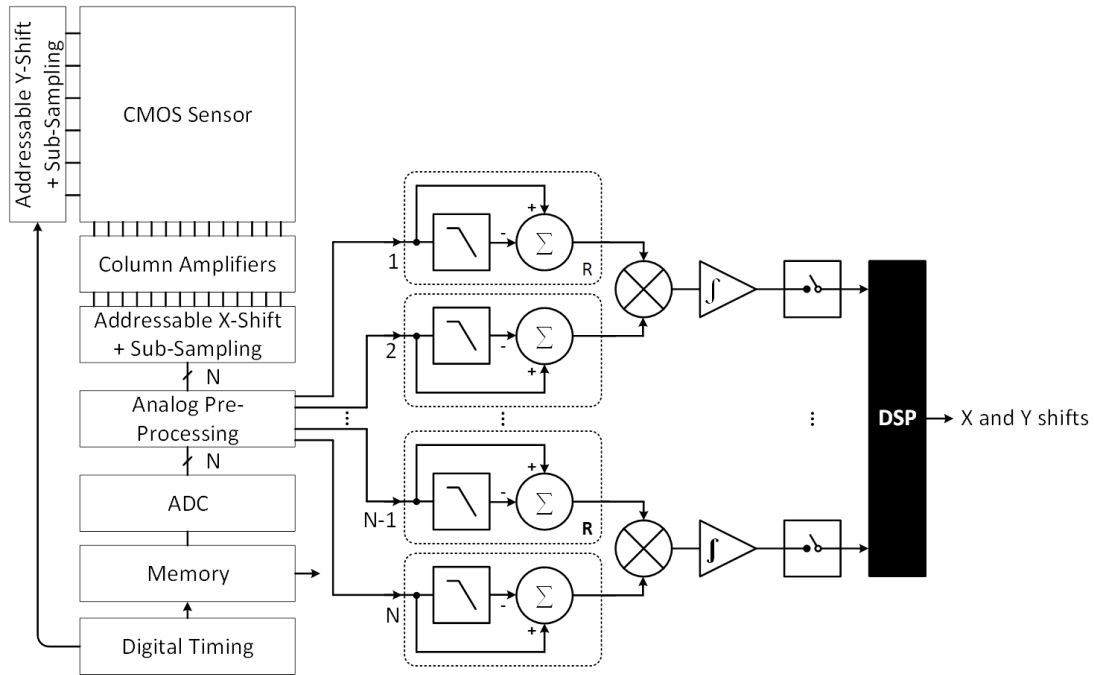 Addressable Y-Shift
+ Sub-Sampling
CMOS Sensor
Column Amplifiers
Addressable X-Shift
+ Sub-Sampling
N
Analog Pre-
Processing
N
ADC
Memory
Digital Timing
1
+
-
Σ
R
2
-
+
Σ
N-1
+
-
Σ
R
N
-
+
Σ
∫
∫
DSP
X and Y shifts